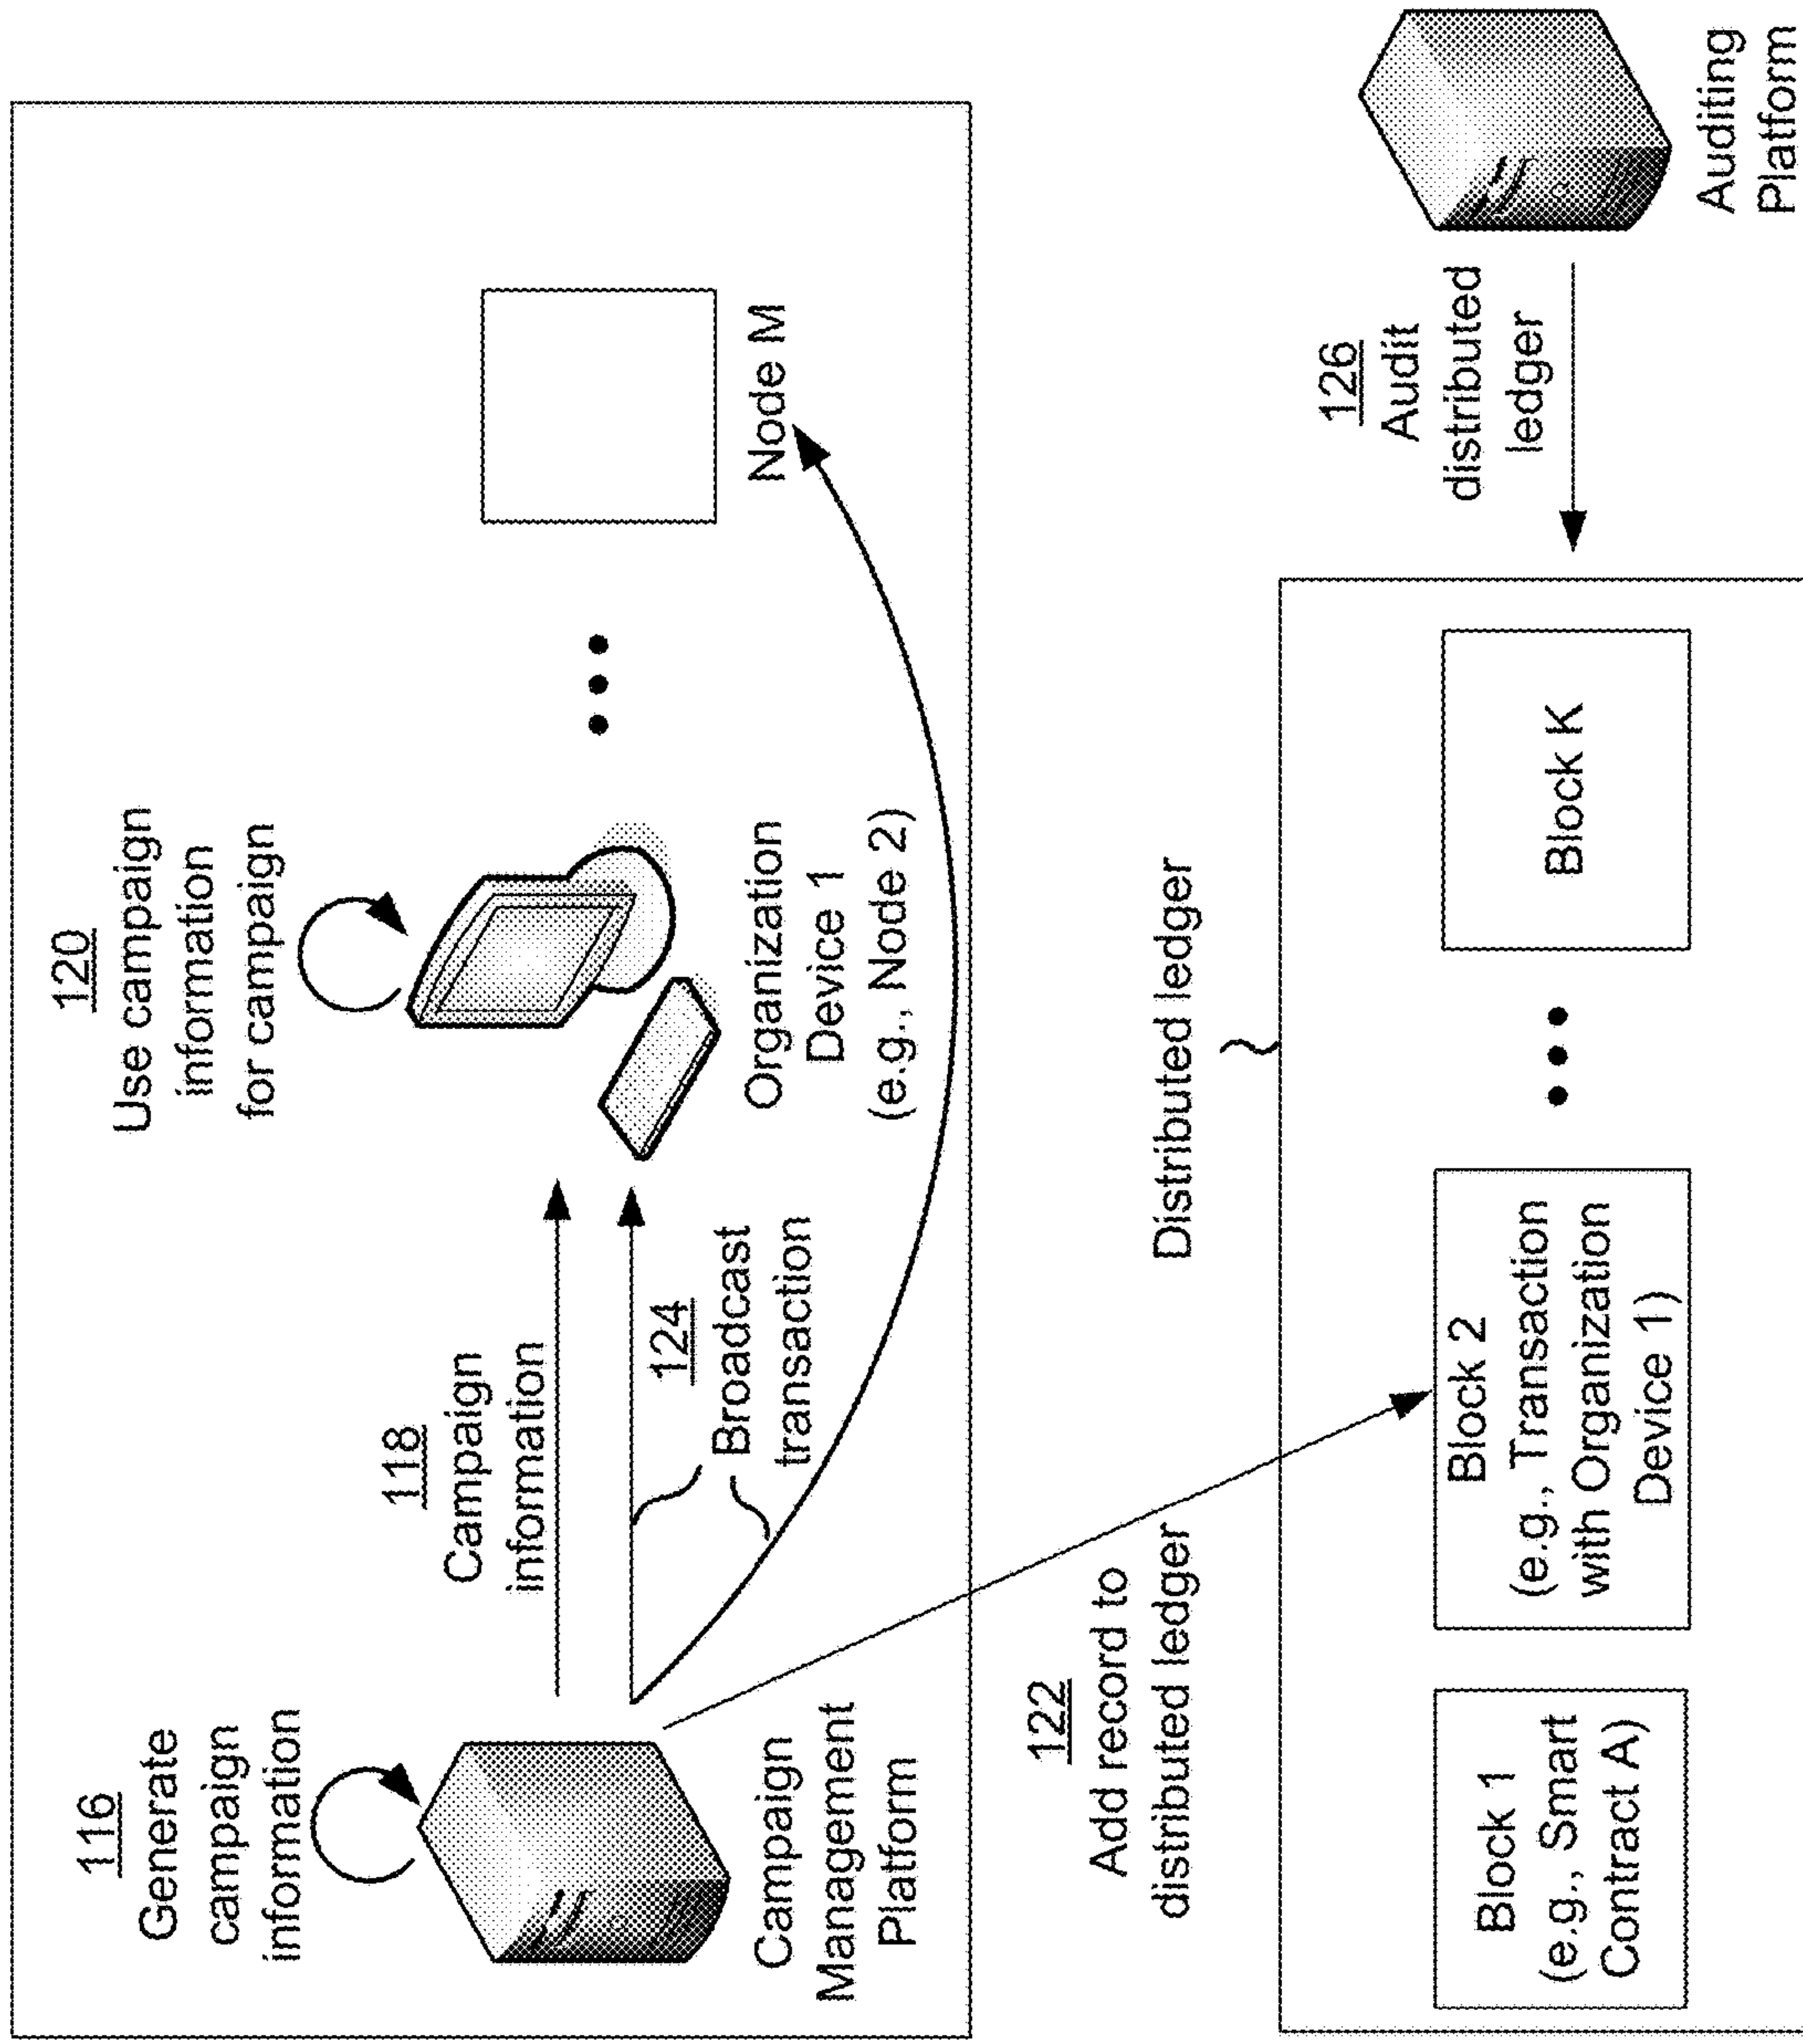 116
Generate
campaign
information
118
Campaign
information
120
Use campaign
information
for campaign
124
Broadcast
transaction
Campaign
Management
Platform
Organization
Device 1
(e.g., Node 2)
Node M
122
Add record to
distributed ledger
Distributed ledger
126
Audit
distributed
ledger
Auditing
Platform
Block 1
(e.g., Smart
Contract A)
Block 2
(e.g., Transaction
with Organization
Device 1)
Block K